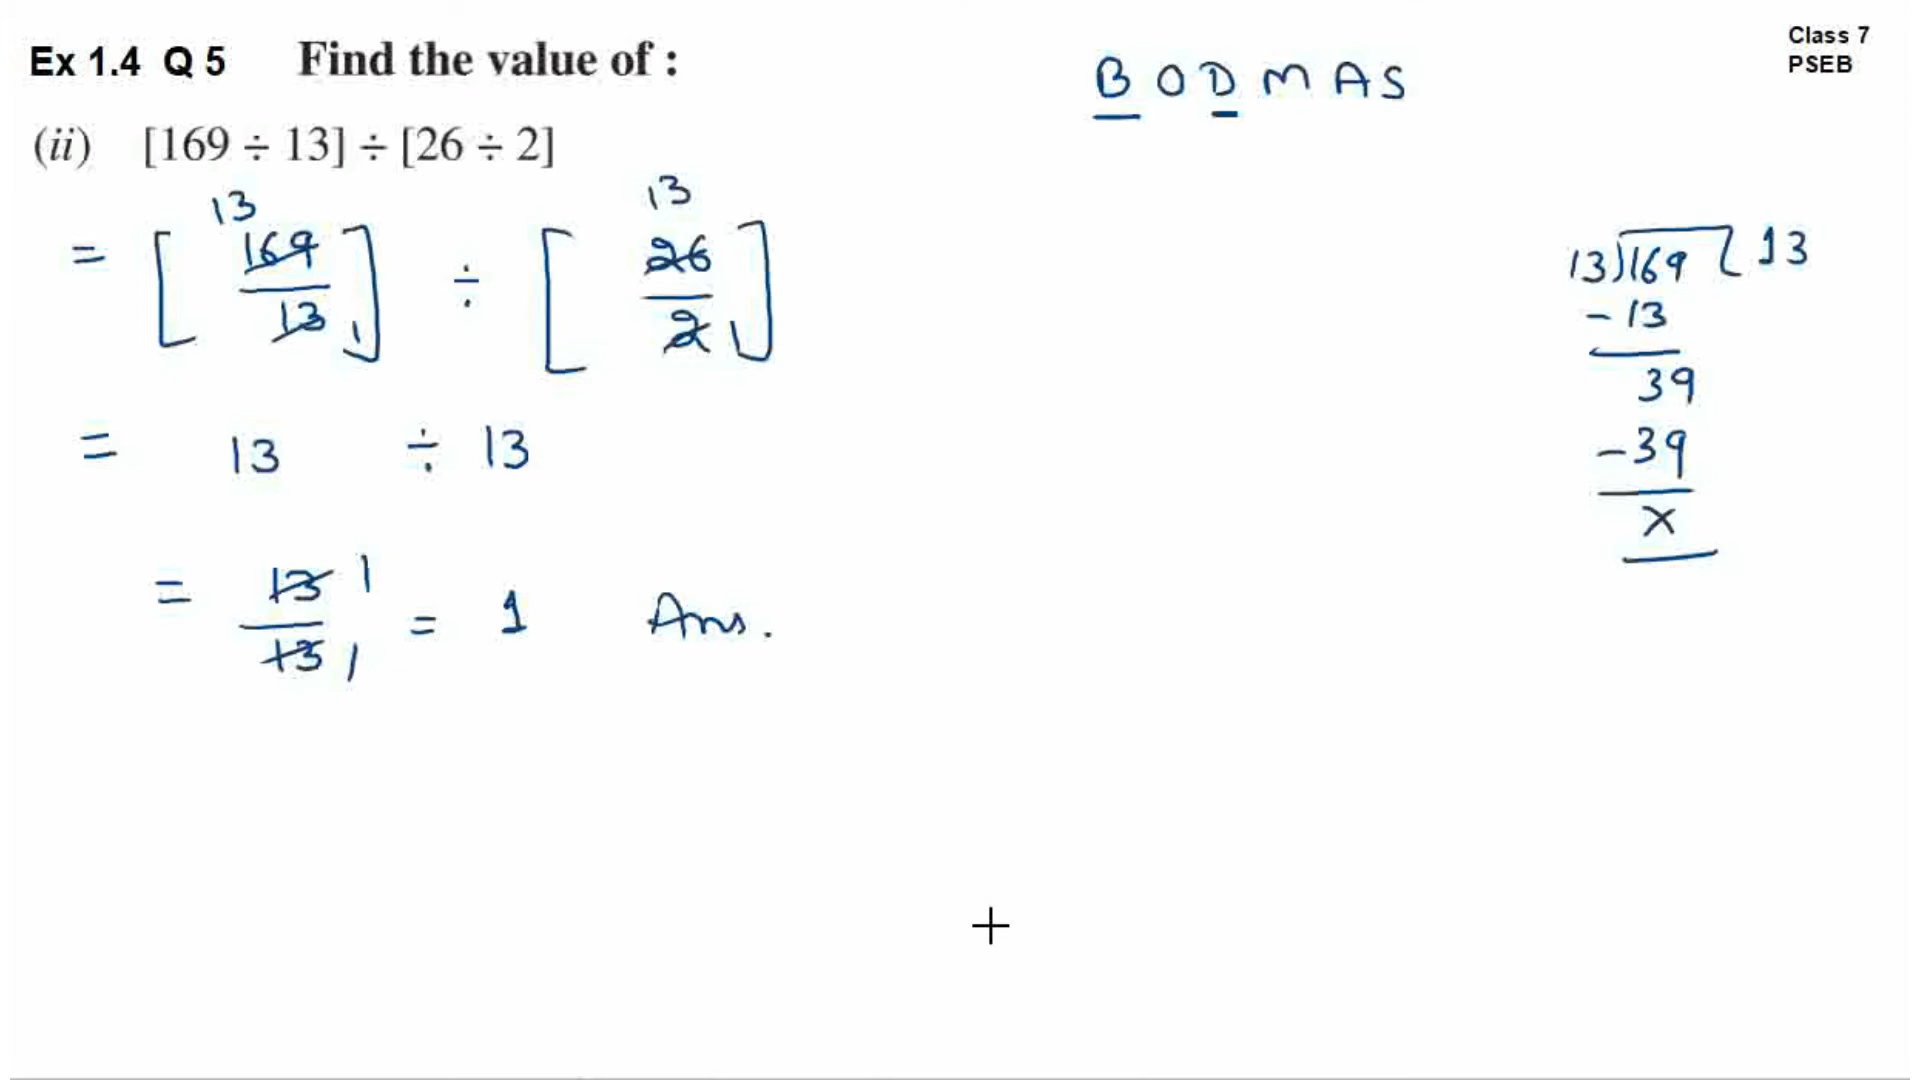 Ex 1.4 Q 5 Find the value of :
BODMAS
Class 7
PSEB
(ii) [169 ÷ 13] ÷ [26 ÷ 2]
13 13
= [ 169 ] ÷ [ 26 ]
13 1 2 1
= 13 ÷ 13
= 13 1
13 1 = 1 Ans.
13)169( 13
- 13
39
- 39
x